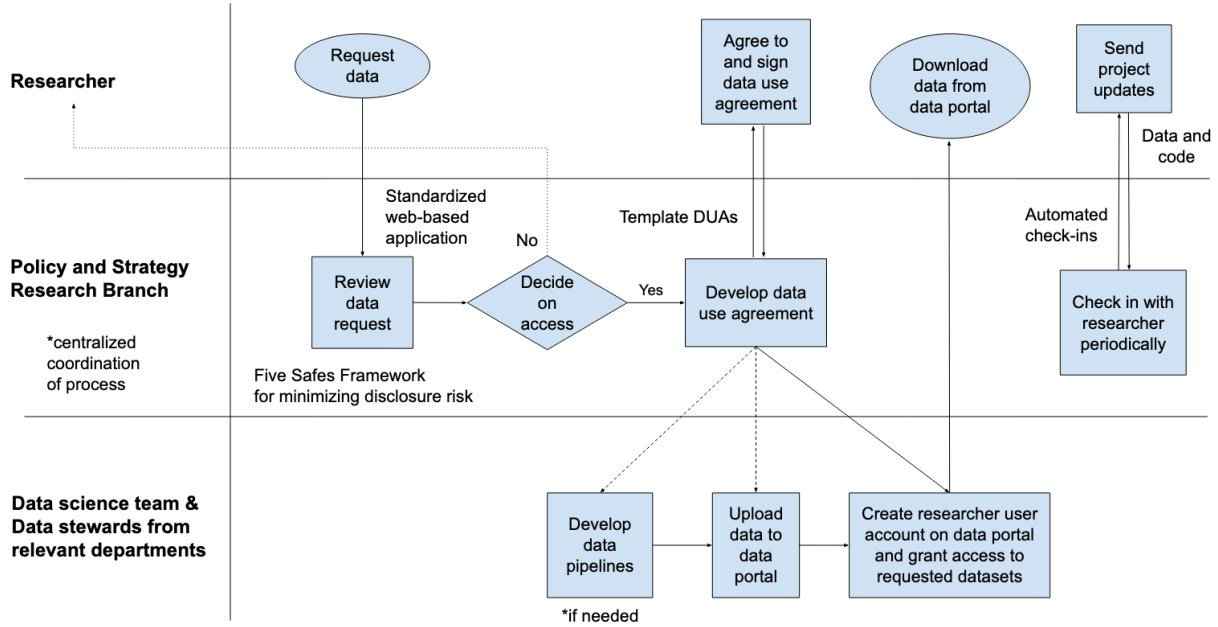 Researcher
Request
data
Agree to
and sign
data use
agreement
Download
data from
data portal
Send
project
updates
Data and
code
Policy and Strategy
Research Branch
*centralized
coordination
of process
Standardized
web-based
application
Review
data
request
Five Safes Framework
for minimizing disclosure risk
No
Decide
on
access
Yes
Template DUAs
Develop data
use agreement
Automated
check-ins
Check in with
researcher
periodically
Data science team &
Data stewards from
relevant departments
Develop
data
pipelines
*if needed
Upload
data to
data
portal
Create researcher user
account on data portal
and grant access to
requested datasets